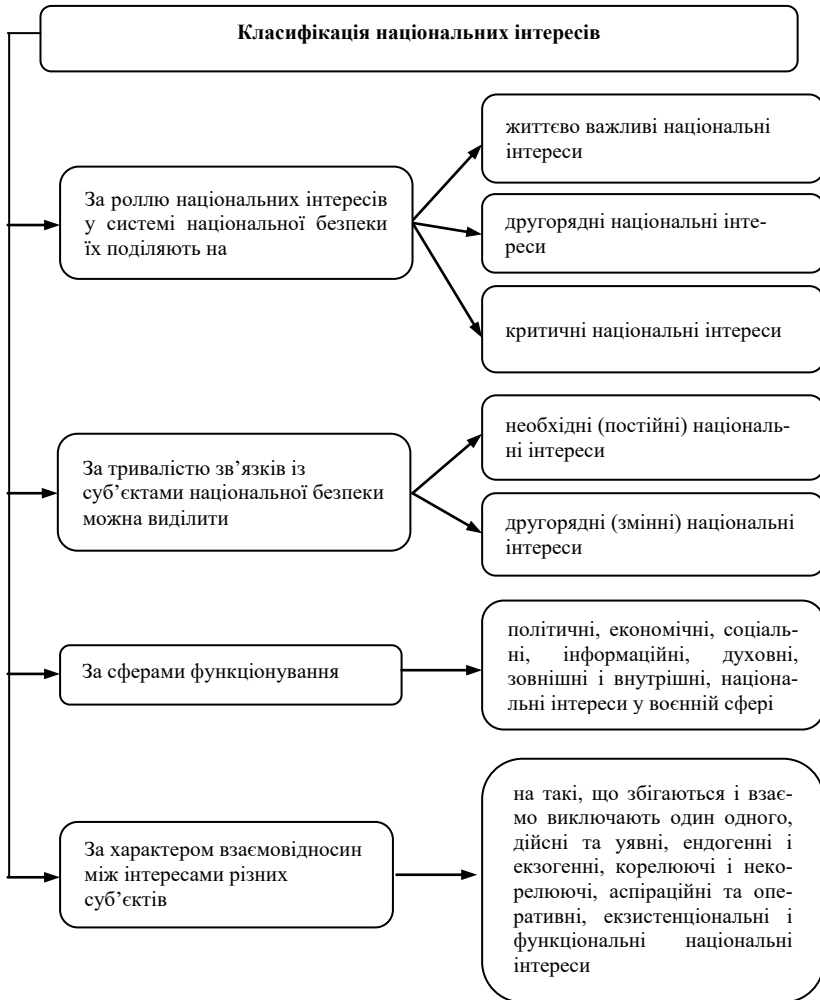 Класифікація національних інтересів
За роллю національних інтересів
у системі національної безпеки
їх поділяють на
життєво важливі національні
інтереси
другорядні національні інте-
реси
критичні національні інтереси
За тривалістю зв’язків із
суб’єктами національної безпеки
можна виділити
необхідні (постійні) національ-
ні інтереси
другорядні (змінні) національні
інтереси
За сферами функціонування
політичні, економічні, соціаль-
ні, інформаційні, духовні,
зовнішні і внутрішні, націона-
льні інтереси у воєнній сфері
За характером взаємовідносин
між інтересами різних
суб’єктів
на такі, що збігаються і взає-
мо виключають один одного,
дійсні та уявні, ендогенні і
екзогенні, корелюючі і неко-
релюючі, аспіраційні та опе-
ративні, екзистенціональні і
функціональні національні
інтереси